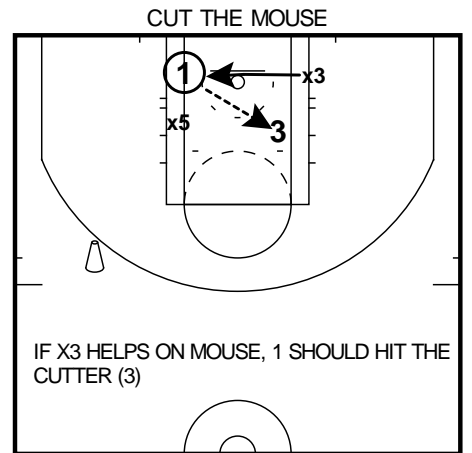 CUT THE MOUSE
1
x3
x5
3
IF X3 HELPS ON MOUSE, 1 SHOULD HIT THE
CUTTER (3)